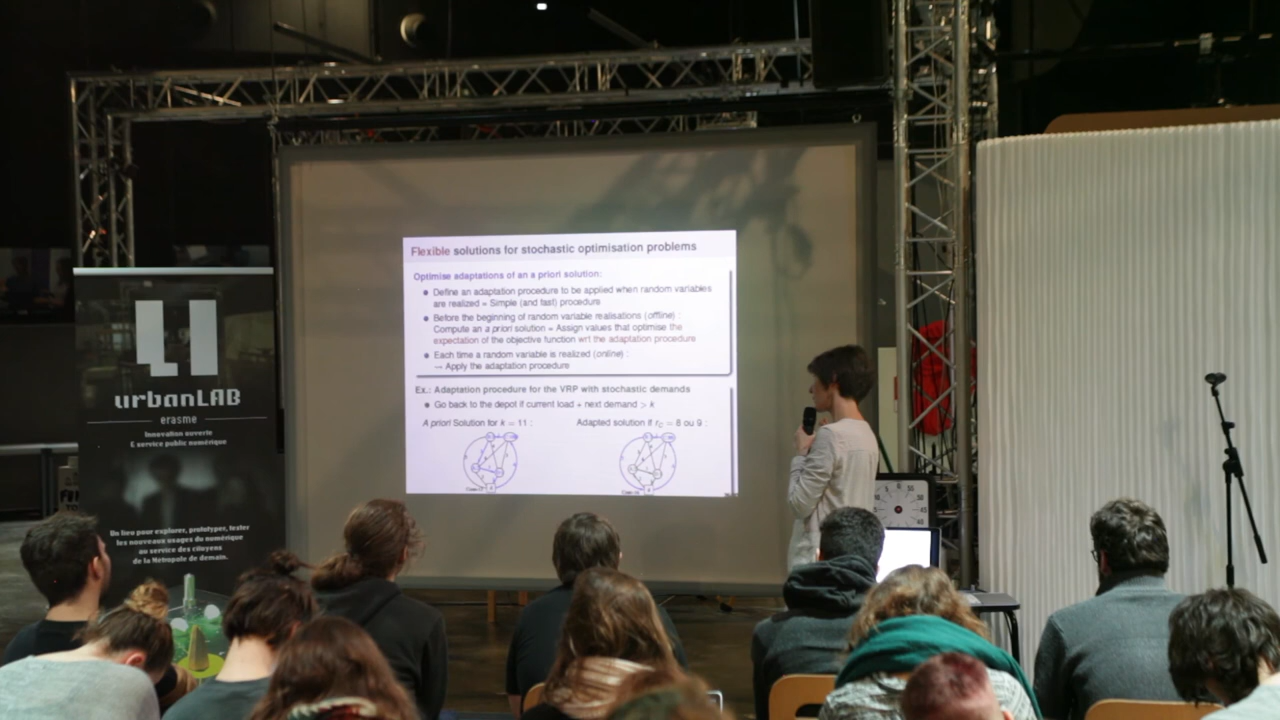 Flexible solutions for stochastic optimisation problems
Optimise adaptations of an a priori solution:
Define an adaptation procedure to be applied when random variables
are realized = Simple (and fast) procedure
Before the beginning of random variable realisations (offline) :
Compute an a priori solution = Assign values that optimise the
expectation of the objective function wrt the adaptation procedure
Each time a random variable is realized (online) :
→ Apply the adaptation procedure
Ex.: Adaptation procedure for the VRP with stochastic demands
Go back to the depot if current load + next demand > k
A priori Solution for k = 11 :
Adapted solution if rC = 8 ou 9 :
urbanLAB
erasme
Innovation ouverte
& service public numérique
Un lieu pour explorer, prototyper, tester
les nouveaux usages du numérique
au service des citoyens
de la Métropole de demain.
55
50
45